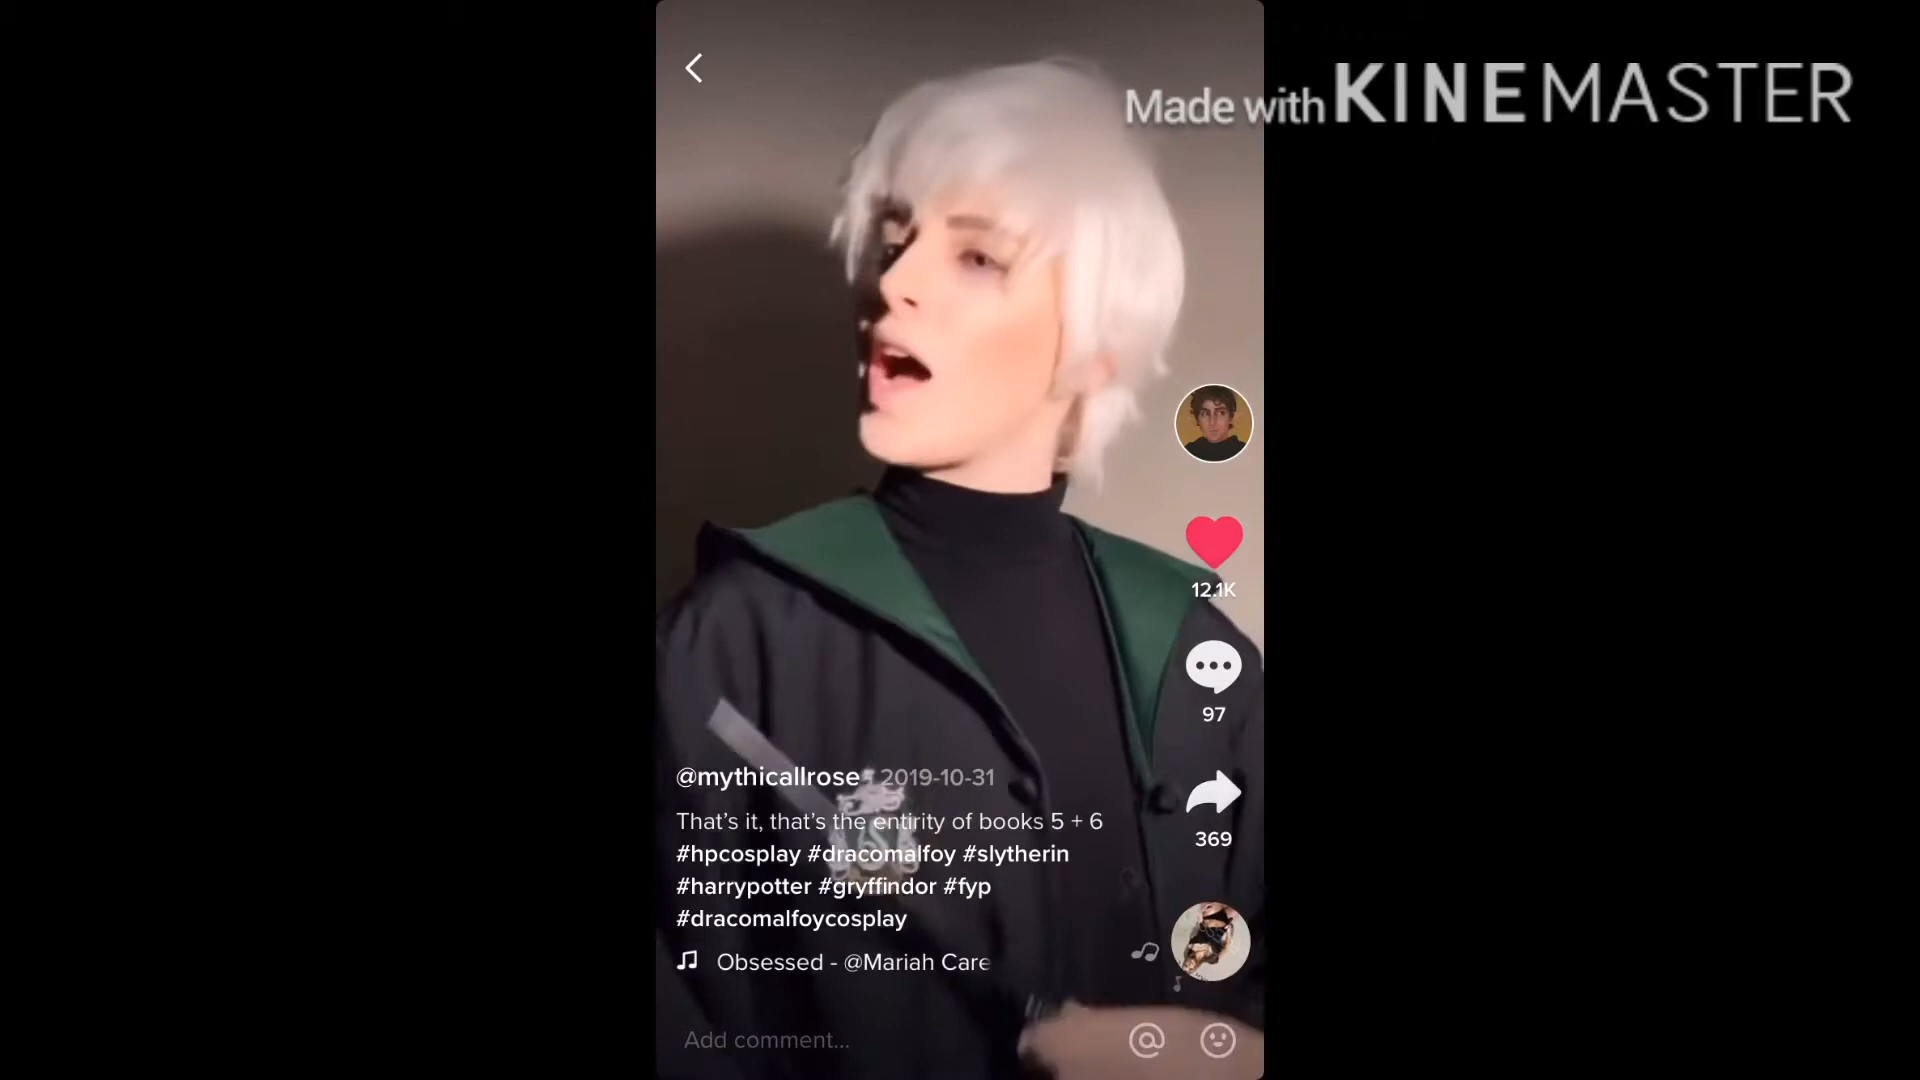 Made with KINEMASTER
12.1K
97
369
@mythicallrose · 2019-10-31
That’s it, that’s the entirity of books 5 + 6
#hpcosplay #dracomalfoy #slytherin
#harrypotter #gryffindor #fyp
#dracomalfoycosplay
Obsessed - @Mariah Care
Add comment...